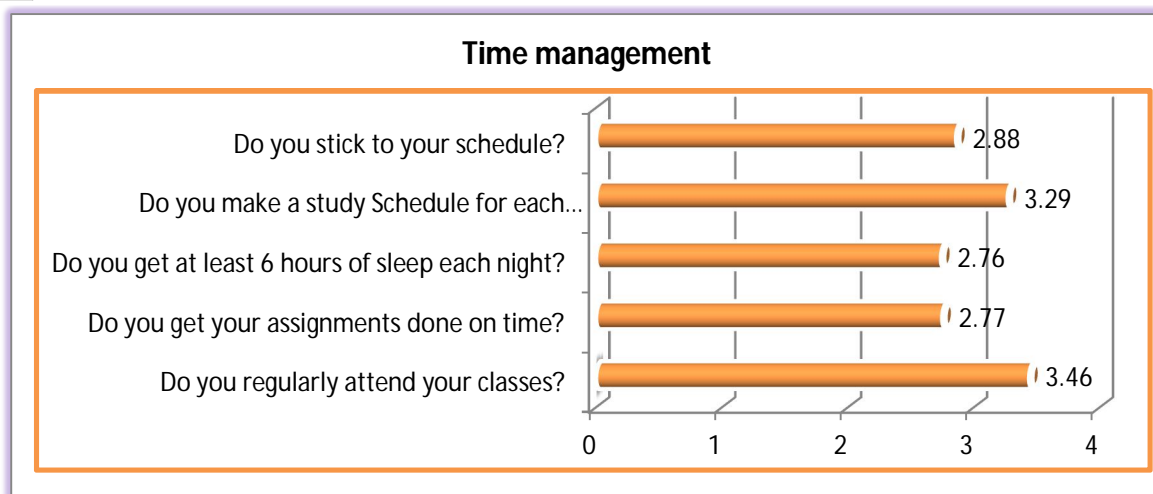 Time management
Do you stick to your schedule?
2.88
Do you make a study Schedule for each...
3.29
Do you get at least 6 hours of sleep each night?
2.76
Do you get your assignments done on time?
2.77
Do you regularly attend your classes?
3.46
0 1 2 3 4